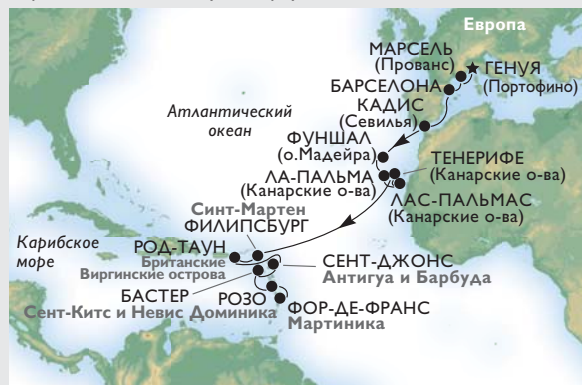 Европа
МАРСЕЛЬ
(Прованс)
ГЕНУЯ
(Портофино)
БАРСЕЛОНА
КАДИС
(Севилья)
Атлантический
океан
ФУНШАЛ
(о.Мадейра)
ТЕНЕРИФЕ
(Канарские о-ва)
ЛА-ПАЛЬМА
(Канарские о-ва)
ЛАС-ПАЛЬМАС
(Канарские о-ва)
Синт-Мартен
ФИЛИПСБУРГ
Карибское
море
РОД-ТАУН
Британские
Виргинские острова
СЕНТ-ДЖОНС
Антигуа и Барбуда
БАСТЕР
Сент-Китс и Невис
РОЗО
Доминика
ФОР-ДЕ-ФРАНС
Мартиника